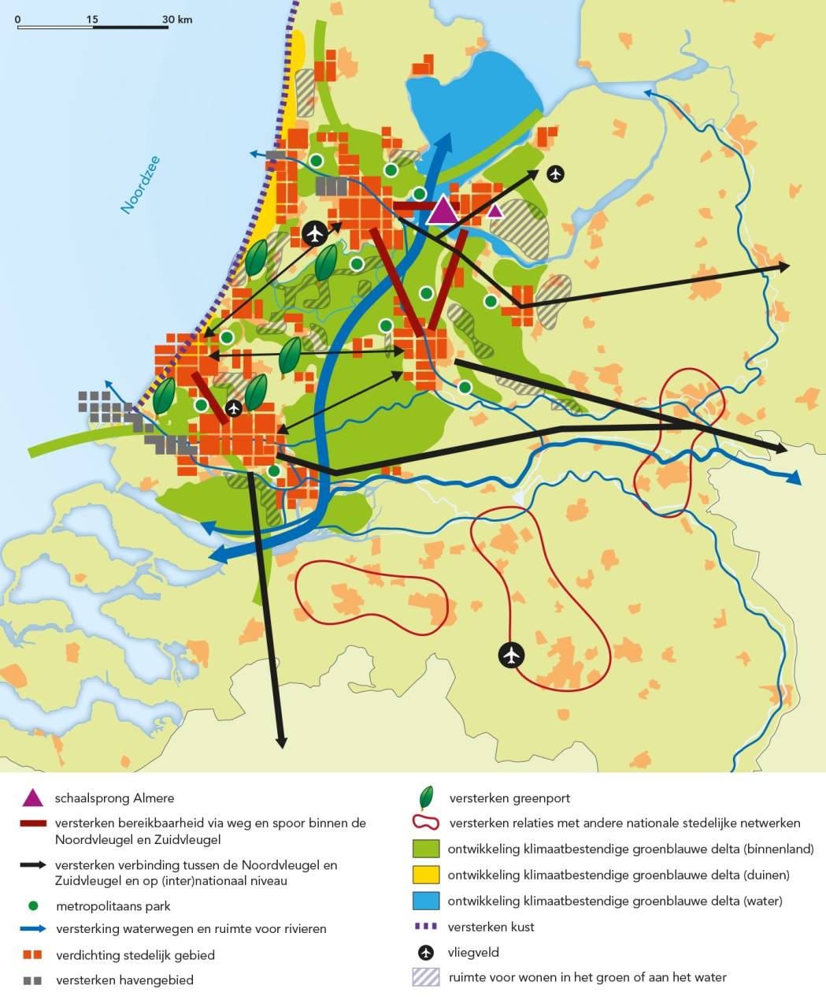 0 15 30 km
Noordzee
schaalsprong Almere
versterken bereikbaarheid via weg en spoor binnen de
Noordvleugel en Zuidvleugel
versterken verbinding tussen de Noordvleugel en
Zuidvleugel en op (inter)nationaal niveau
metropolitaans park
versterking waterwegen en ruimte voor rivieren
verdichting stedelijk gebied
versterken havengebied
versterken greenport
versterken relaties met andere nationale stedelijke netwerken
ontwikkeling klimaatbestendige groenblauwe delta (binnenland)
ontwikkeling klimaatbestendige groenblauwe delta (duinen)
ontwikkeling klimaatbestendige groenblauwe delta (water)
versterken kust
vliegveld
ruimte voor wonen in het groen of aan het water